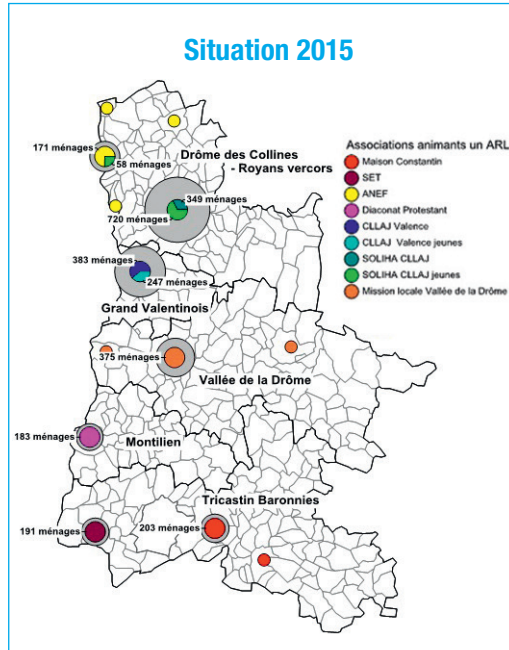 Situation 2015
171 ménages
58 ménages
Drôme des Collines
- Royans vercors
349 ménages
720 ménages
383 ménages
247 ménages
Grand Valentinois
375 ménages
Vallée de la Drôme
183 ménages
Montilien
Tricastin Baronnies
191 ménages
203 ménages
Associations animants un ARL
Maison Constantin
SET
ANEF
Diaconat Protestant
CLLAJ Valence
CLLAJ Valence jeunes
SOLIHA CLLAJ
SOLIHA CLLAJ jeunes
Mission locale Vallée de la Drôme